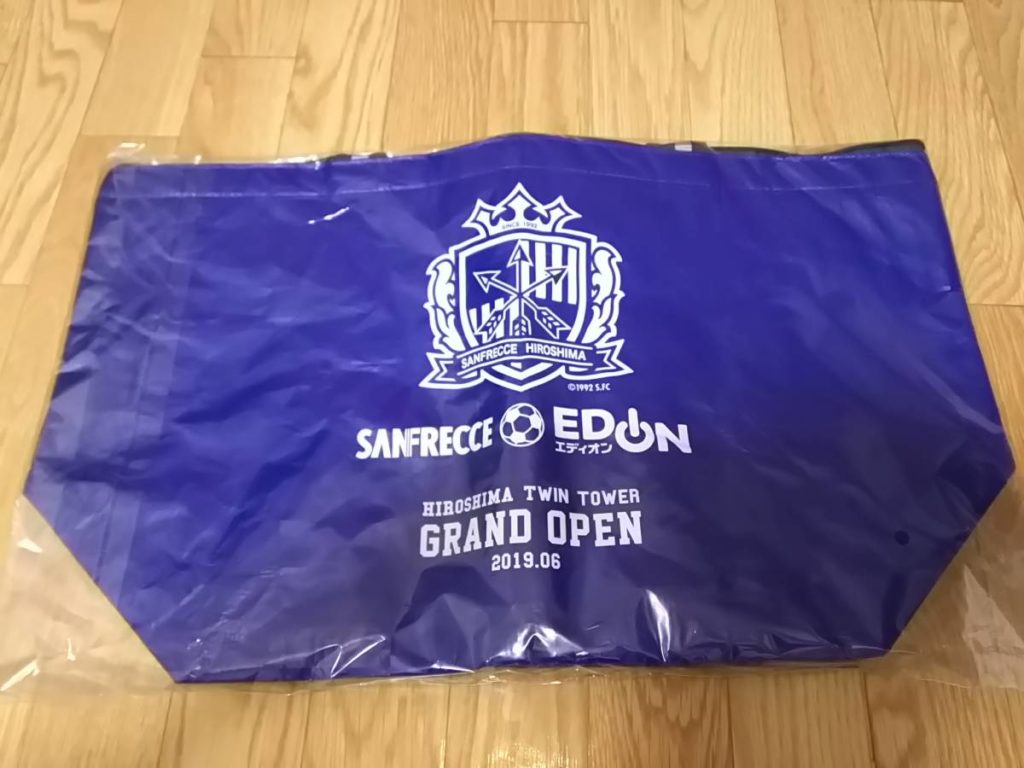 SINCE 1992
SANFRECCE HIROSHIMA
©1992 S.FC
SANFRECCE EDION
エディオン
HIROSHIMA TWIN TOWER
GRAND OPEN
2019.06